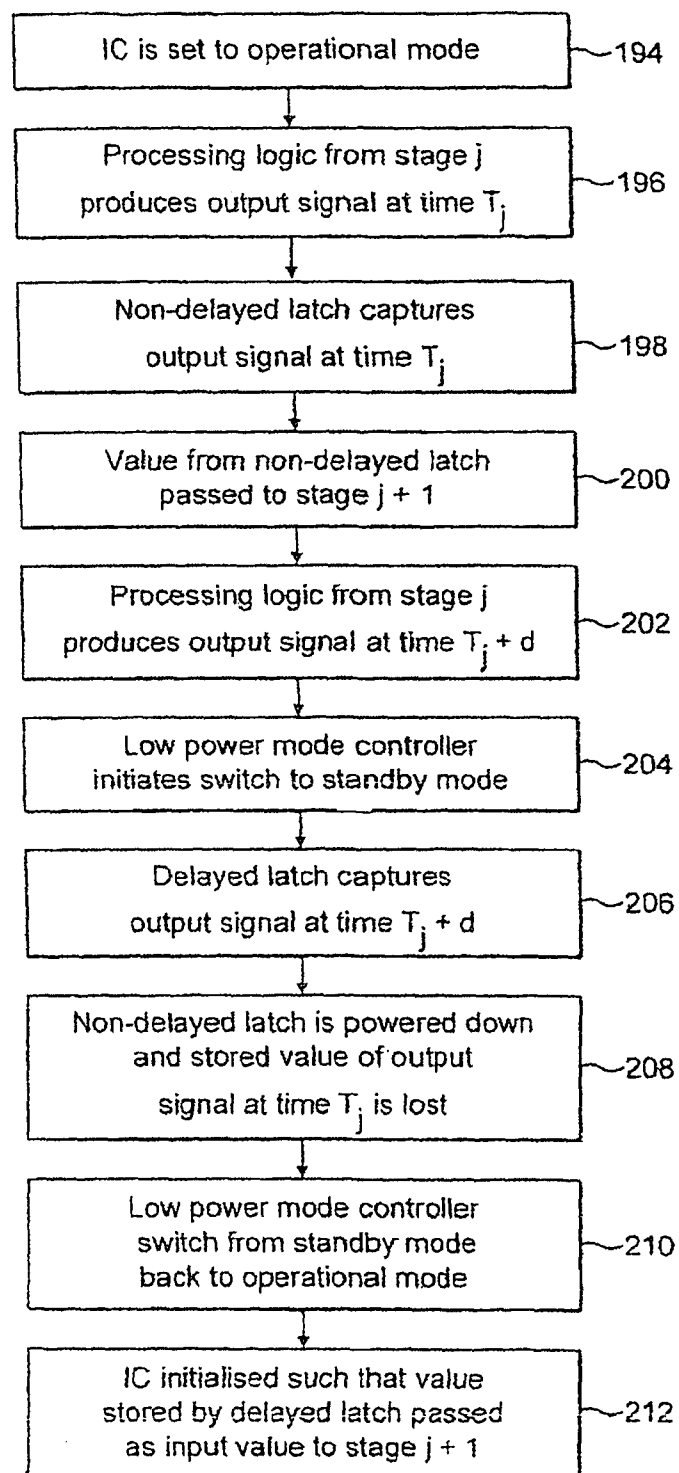 IC is set to operational mode
194
Processing logic from stage j
produces output signal at time Tj
196
Non-delayed latch captures
output signal at time Tj
198
Value from non-delayed latch
passed to stage j + 1
200
Processing logic from stage j
produces output signal at time Tj + d
202
Low power mode controller
initiates switch to standby mode
204
Delayed latch captures
output signal at time Tj + d
206
Non-delayed latch is powered down
and stored value of output
signal at time Tj is lost
208
Low power mode controller
switch from standby mode
back to operational mode
210
IC initialised such that value
stored by delayed latch passed
as input value to stage j + 1
212